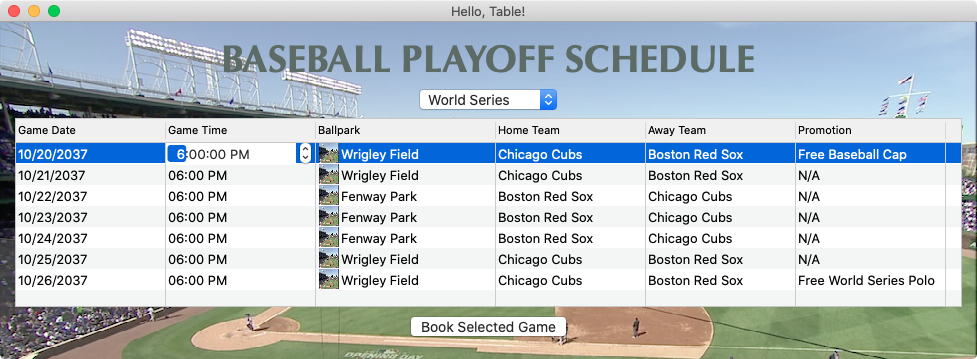 Hello, Table!
BASEBALL PLAYOFF SCHEDULE
World Series
Game Date Game Time Ballpark Home Team Away Team Promotion
10/20/2037 6:00:00 PM Wrigley Field Chicago Cubs Boston Red Sox Free Baseball Cap
10/21/2037 06:00 PM Wrigley Field Chicago Cubs Boston Red Sox N/A
10/22/2037 06:00 PM Fenway Park Boston Red Sox Chicago Cubs N/A
10/23/2037 06:00 PM Fenway Park Boston Red Sox Chicago Cubs N/A
10/24/2037 06:00 PM Fenway Park Boston Red Sox Chicago Cubs N/A
10/25/2037 06:00 PM Wrigley Field Chicago Cubs Boston Red Sox N/A
10/26/2037 06:00 PM Wrigley Field Chicago Cubs Boston Red Sox Free World Series Polo
Book Selected Game
OPENING DAY